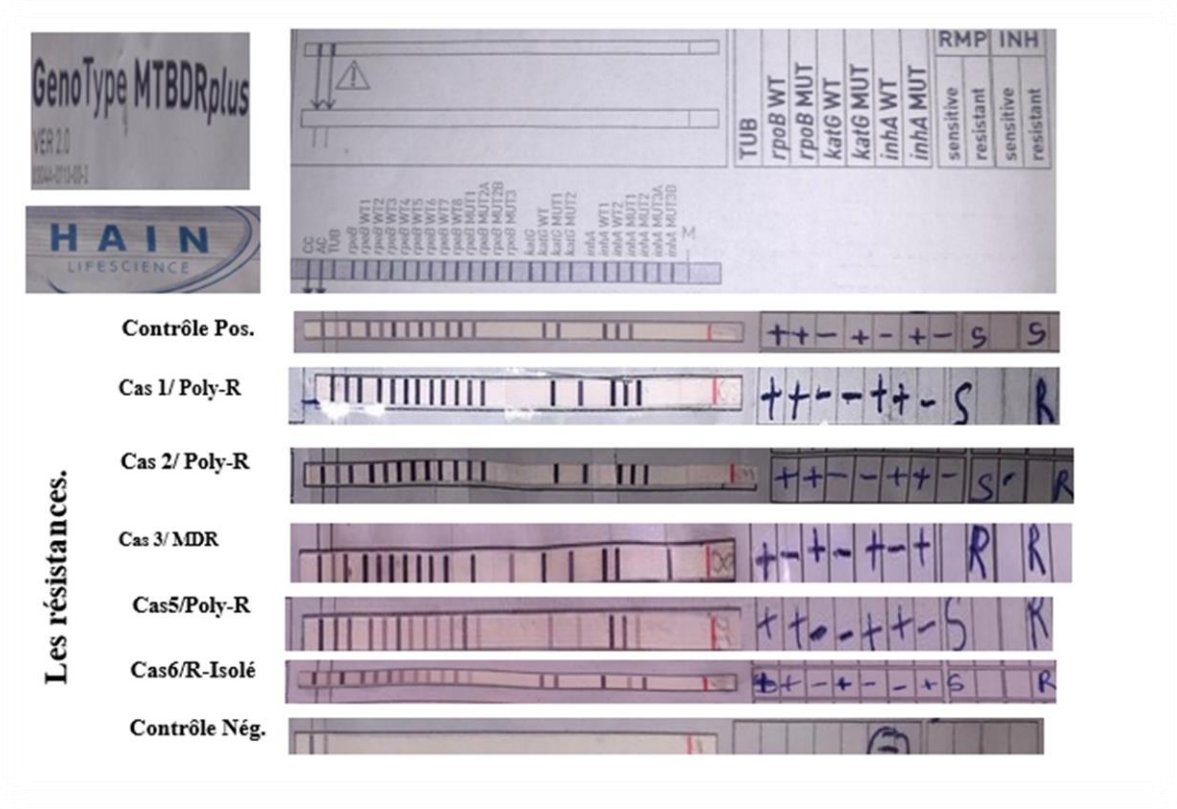 GenoType MTBDRplus
VER 2.0
HAIN
LIFESCIENCE
CC
AC
TUB
rpoB
rpoB WT1
rpoB WT2
rpoB WT3
rpoB WT4
rpoB WT5
rpoB WT6
rpoB WT7
rpoB WT8
rpoB MUT1
rpoB MUT2A
rpoB MUT2B
rpoB MUT3
katG
katG WT
katG MUT1
katG MUT2
inhA
inhA WT1
inhA WT2
inhA MUT1
inhA MUT2
inhA MUT3A
inhA MUT3B
M
TUB
rpoB WT
rpoB MUT
katG WT
katG MUT
inhA WT
inhA MUT
RMP INH
sensitive
resistant
sensitive
resistant
Les résistances.
Contrôle Pos.
+ + - + - + - S S
Cas 1/ Poly-R
+ + - - + + - S R
Cas 2/ Poly-R
+ + - - + + - S R
Cas 3/ MDR
+ - + - + - + R R
Cas5/Poly-R
+ + - - + + - S R
Cas6/R-Isolé
+ + - + - - + S R
Contrôle Nég.